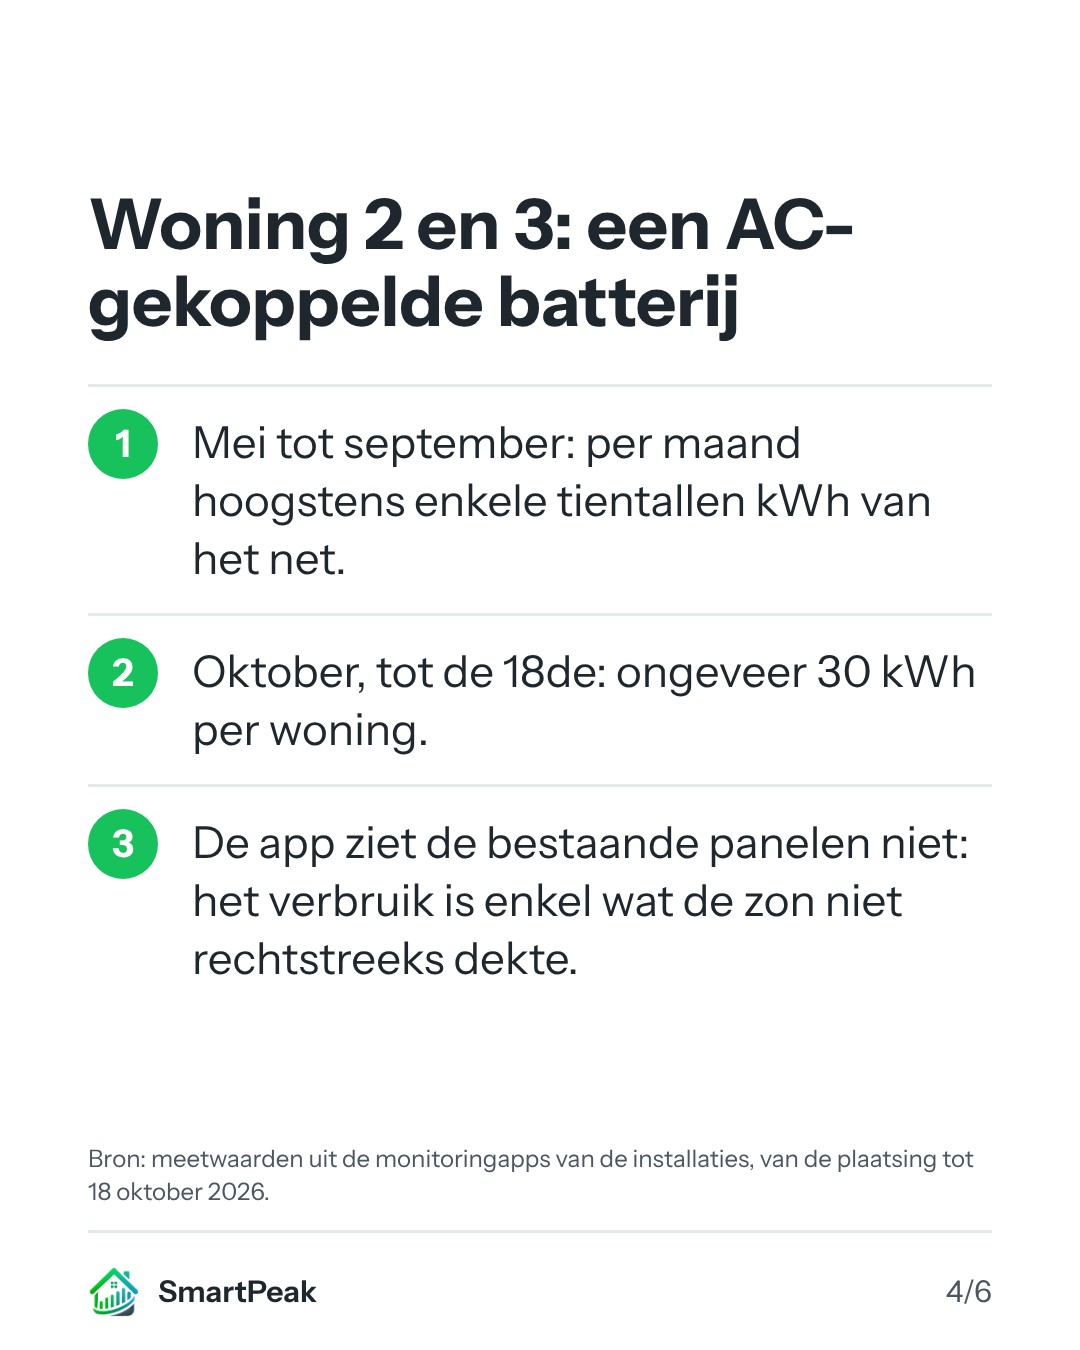 Woning 2 en 3: een AC-
gekoppelde batterij
1
Mei tot september: per maand
hoogstens enkele tientallen kWh van
het net.
2
Oktober, tot de 18de: ongeveer 30 kWh
per woning.
3
De app ziet de bestaande panelen niet:
het verbruik is enkel wat de zon niet
rechtstreeks dekte.
Bron: meetwaarden uit de monitoringapps van de installaties, van de plaatsing tot
18 oktober 2026.
SmartPeak
4/6